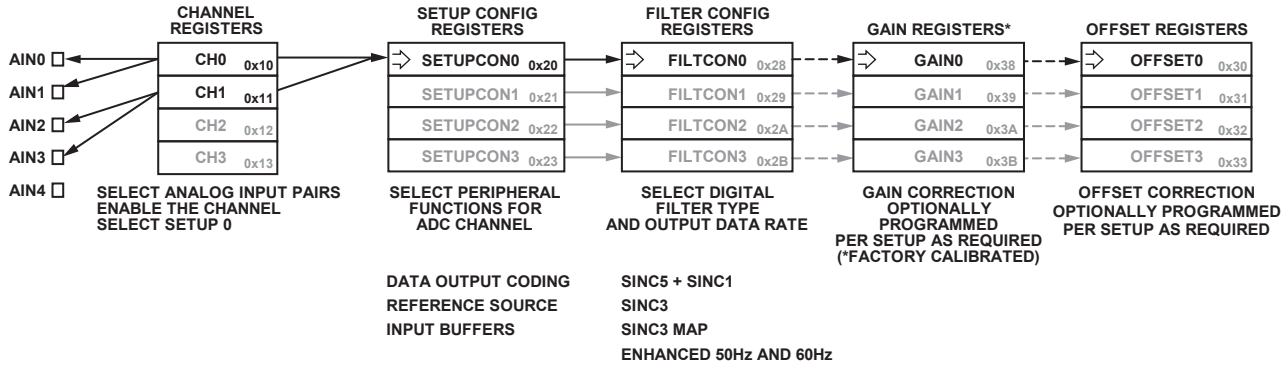 CHANNEL
REGISTERS
SETUP CONFIG
REGISTERS
FILTER CONFIG
REGISTERS
GAIN REGISTERS*
OFFSET REGISTERS
AIN0
CH0 0x10
SETUPCON0 0x20
FILTCON0 0x28
GAIN0 0x38
OFFSET0 0x30
AIN1
CH1 0x11
SETUPCON1 0x21
FILTCON1 0x29
GAIN1 0x39
OFFSET1 0x31
AIN2
CH2 0x12
SETUPCON2 0x22
FILTCON2 0x2A
GAIN2 0x3A
OFFSET2 0x32
AIN3
CH3 0x13
SETUPCON3 0x23
FILTCON3 0x2B
GAIN3 0x3B
OFFSET3 0x33
AIN4
SELECT ANALOG INPUT PAIRS
ENABLE THE CHANNEL
SELECT SETUP 0
SELECT PERIPHERAL
FUNCTIONS FOR
ADC CHANNEL
SELECT DIGITAL
FILTER TYPE
AND OUTPUT DATA RATE
GAIN CORRECTION
OPTIONALLY
PROGRAMMED
PER SETUP AS REQUIRED
(*FACTORY CALIBRATED)
OFFSET CORRECTION
OPTIONALLY PROGRAMMED
PER SETUP AS REQUIRED
DATA OUTPUT CODING
REFERENCE SOURCE
INPUT BUFFERS
SINC5 + SINC1
SINC3
SINC3 MAP
ENHANCED 50Hz AND 60Hz